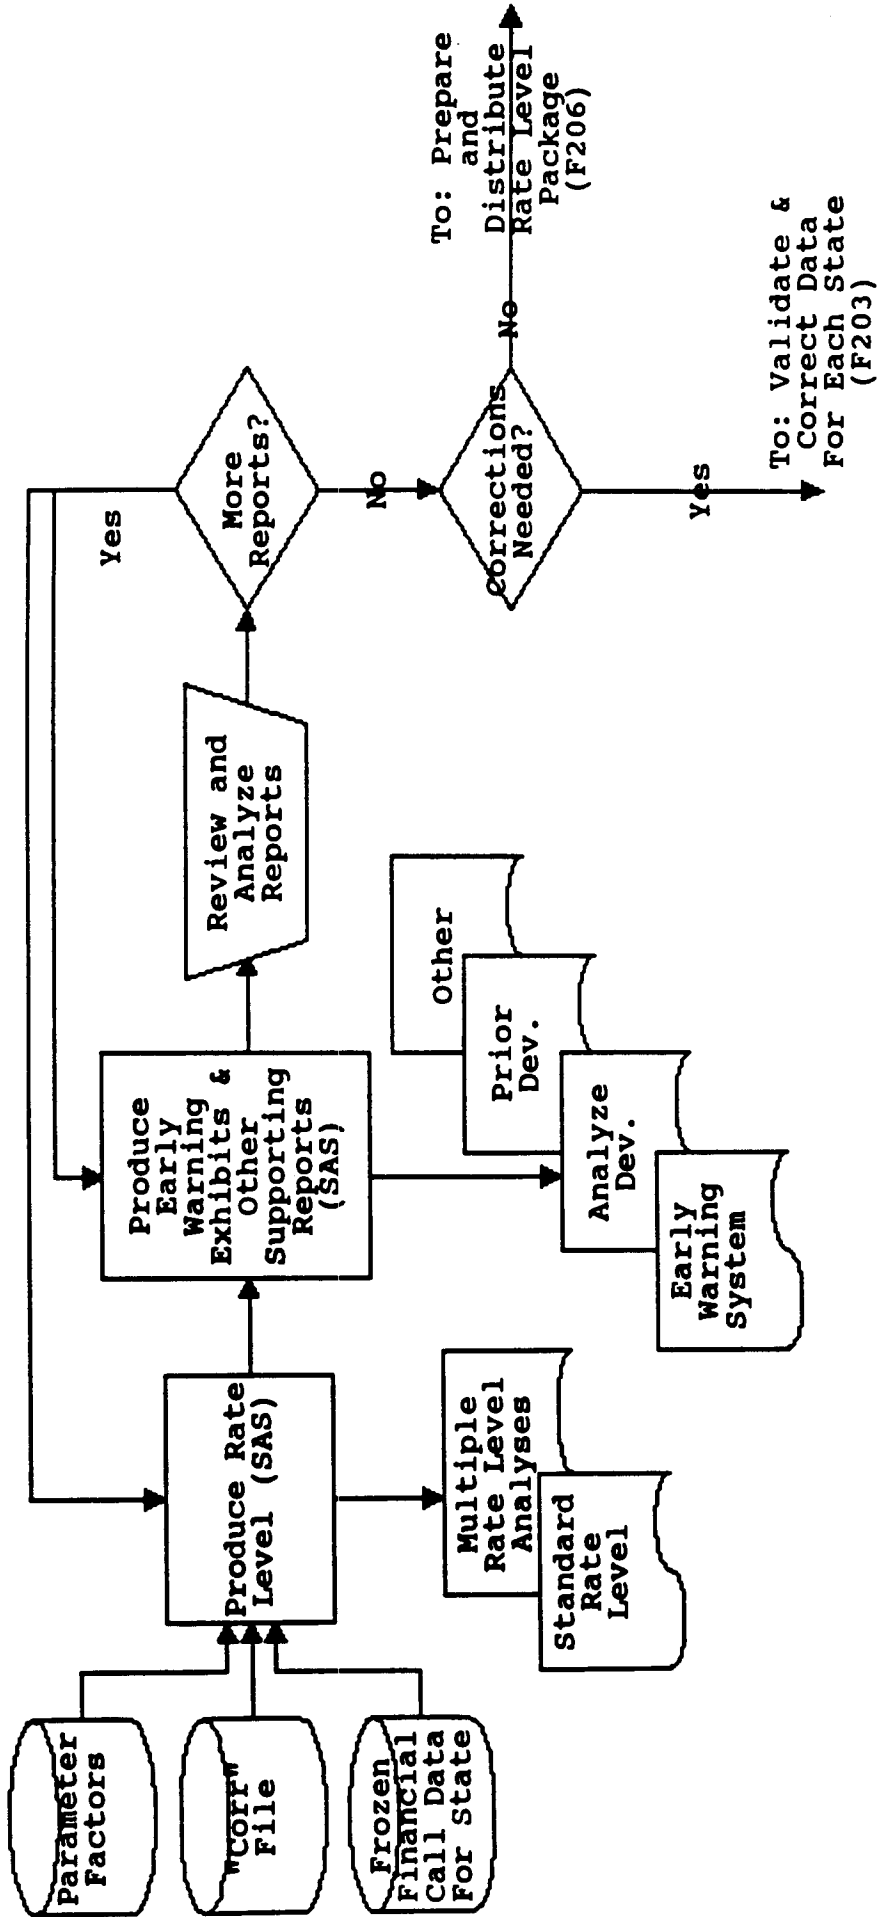 Parameter
Factors
"Corr"
File
Frozen
Financial
Call Data
For State
Produce Rate
Level (SAS)
Multiple
Rate Level
Analyses
Standard
Rate
Level
Produce
Early
Warning
Exhibits &
Other
Supporting
Reports
(SAS)
Other
Prior
Dev.
Analyze
Dev.
Early
Warning
System
Review and
Analyze
Reports
More
Reports?
Yes
No
Corrections
Needed?
No
Yes
To: Prepare
and
Distribute
Rate Level
Package
(F206)
To: Validate &
Correct Data
For Each State
(F203)